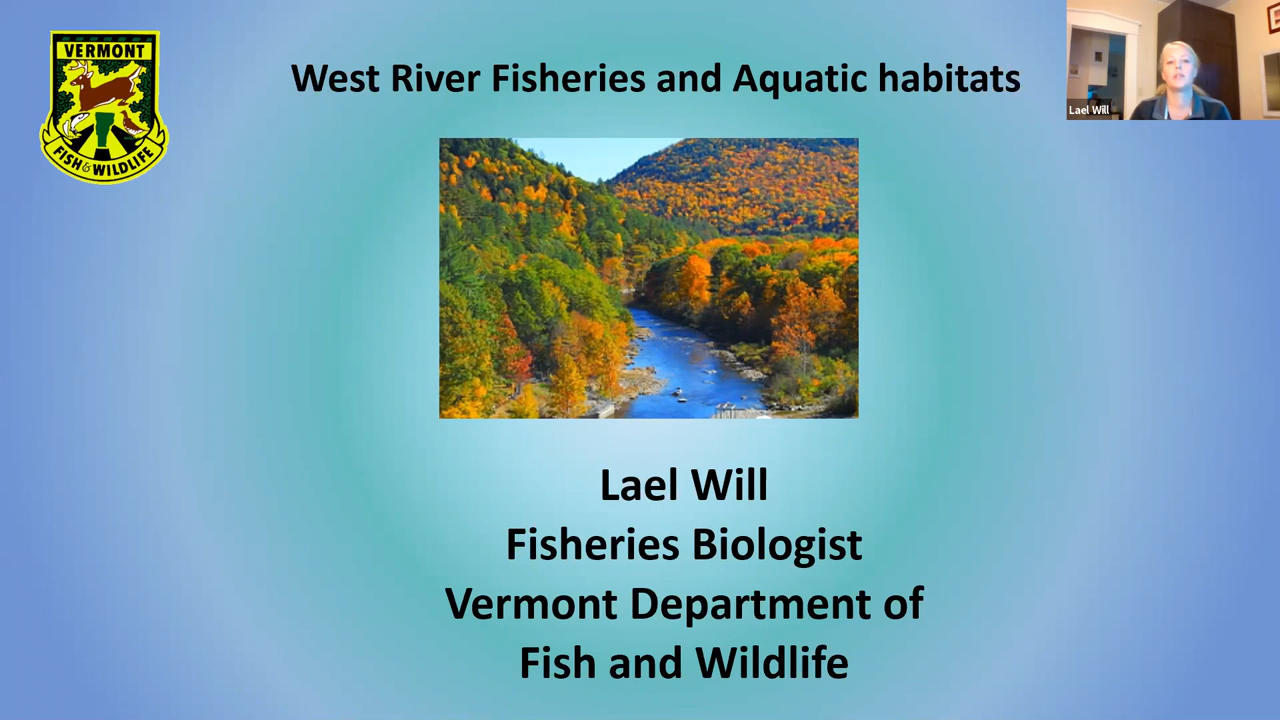 VERMONT
FISH & WILDLIFE
West River Fisheries and Aquatic habitats
Lael Will
Lael Will
Fisheries Biologist
Vermont Department of
Fish and Wildlife